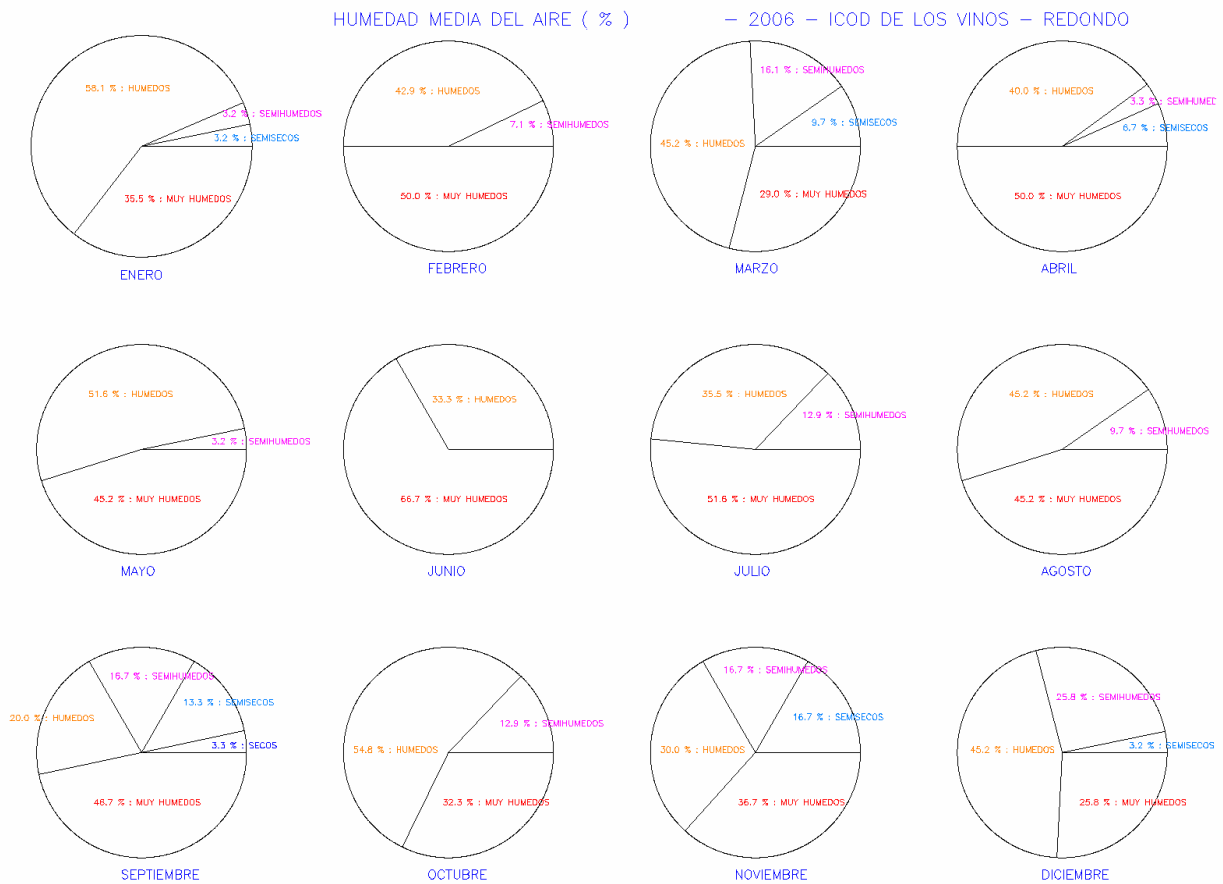 HUMEDAD MEDIA DEL AIRE ( % ) - 2006 - ICOD DE LOS VINOS - REDONDO
58.1 % : HUMEDOS
3.2 % : SEMIHUMEDOS
3.2 % : SEMISECOS
35.5 % : MUY HUMEDOS
ENERO
42.9 % : HUMEDOS
7.1 % : SEMIHUMEDOS
50.0 % : MUY HUMEDOS
FEBRERO
16.1 % : SEMIHUMEDOS
9.7 % : SEMISECOS
45.2 % : HUMEDOS
29.0 % : MUY HUMEDOS
MARZO
40.0 % : HUMEDOS
3.3 % : SEMIHUMED
6.7 % : SEMISECOS
50.0 % : MUY HUMEDOS
ABRIL
51.6 % : HUMEDOS
3.2 % : SEMIHUMEDOS
45.2 % : MUY HUMEDOS
MAYO
33.3 % : HUMEDOS
66.7 % : MUY HUMEDOS
JUNIO
35.5 % : HUMEDOS
12.9 % : SEMIHUMEDOS
51.6 % : MUY HUMEDOS
JULIO
45.2 % : HUMEDOS
9.7 % : SEMIHUMEDOS
45.2 % : MUY HUMEDOS
AGOSTO
16.7 % : SEMIHUMEDOS
13.3 % : SEMISECOS
20.0 % : HUMEDOS
3.3 % : SECOS
46.7 % : MUY HUMEDOS
SEPTIEMBRE
12.9 % : SEMIHUMEDOS
54.8 % : HUMEDOS
32.3 % : MUY HUMEDOS
OCTUBRE
16.7 % : SEMIHUMEDOS
16.7 % : SEMISECOS
30.0 % : HUMEDOS
36.7 % : MUY HUMEDOS
NOVIEMBRE
25.8 % : SEMIHUMEDOS
3.2 % : SEMISECOS
45.2 % : HUMEDOS
25.8 % : MUY HUMEDOS
DICIEMBRE